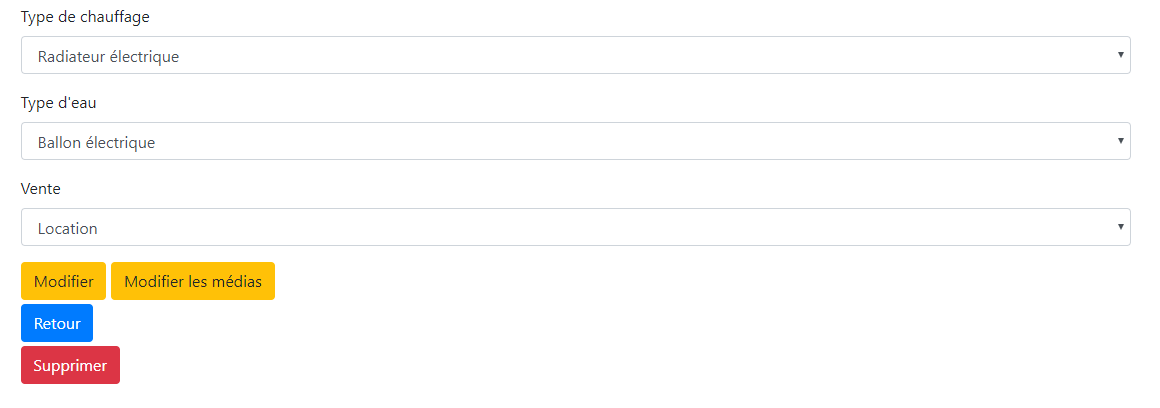 Type de chauffage
Radiateur électrique
Type d'eau
Ballon électrique
Vente
Location
Modifier Modifier les médias
Retour
Supprimer